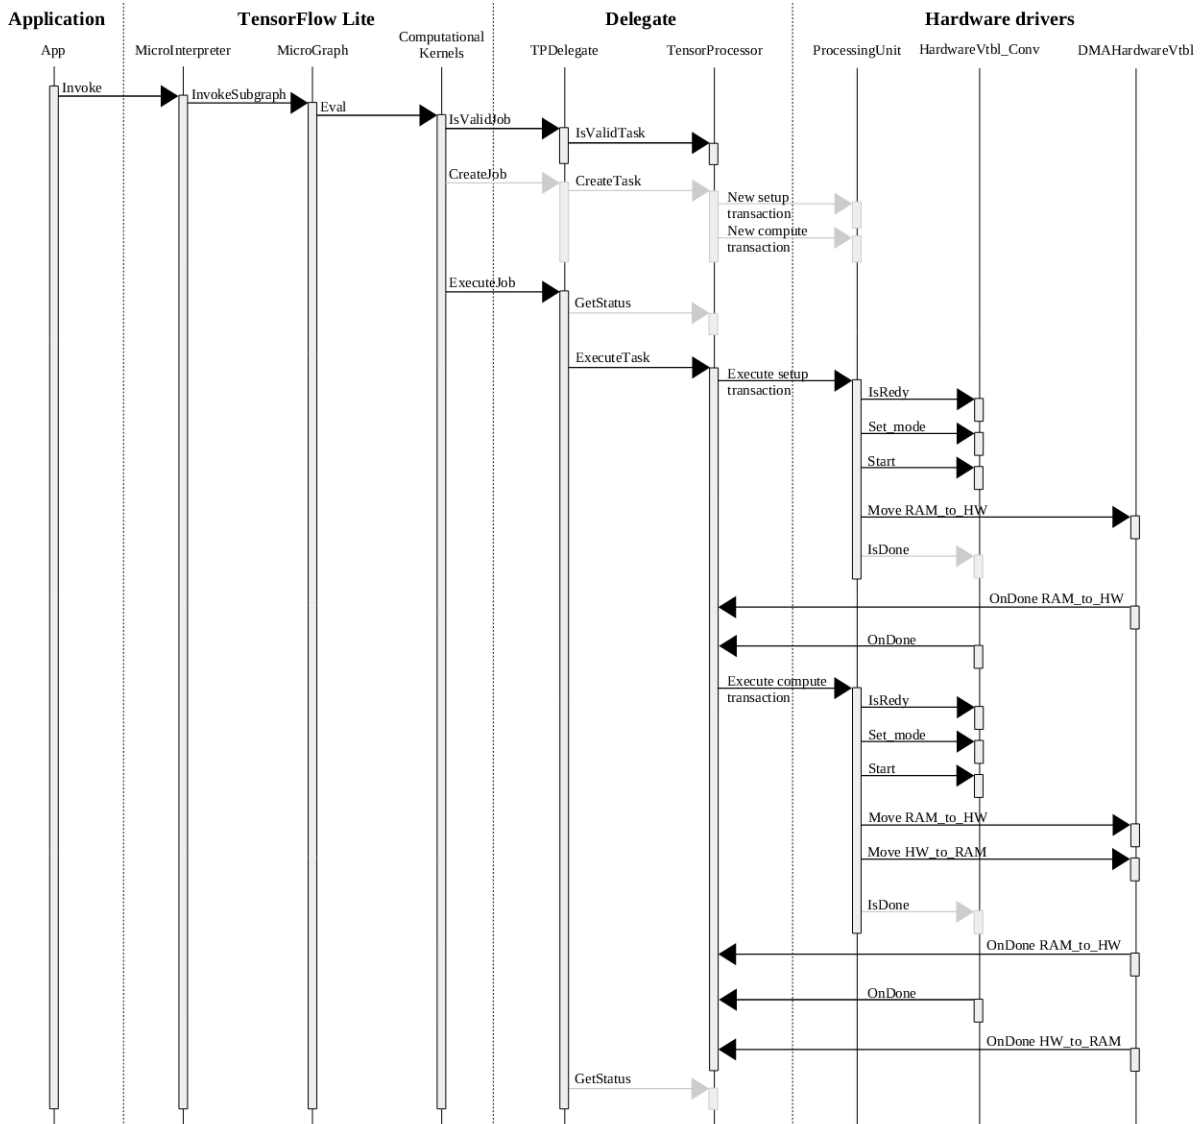 Application
TensorFlow Lite
Delegate
Hardware drivers
App
MicroInterpreter
MicroGraph
Computational
Kernels
TPDelegate
TensorProcessor
ProcessingUnit
HardwareVtbl_Conv
DMAHardwareVtbl
Invoke
InvokeSubgraph
Eval
IsValidJob
IsValidTask
CreateJob
CreateTask
New setup
transaction
New compute
transaction
ExecuteJob
GetStatus
ExecuteTask
Execute setup
transaction
IsRedy
Set_mode
Start
Move RAM_to_HW
IsDone
OnDone RAM_to_HW
OnDone
Execute compute
transaction
IsRedy
Set_mode
Start
Move RAM_to_HW
Move HW_to_RAM
IsDone
OnDone RAM_to_HW
OnDone
OnDone HW_to_RAM
GetStatus